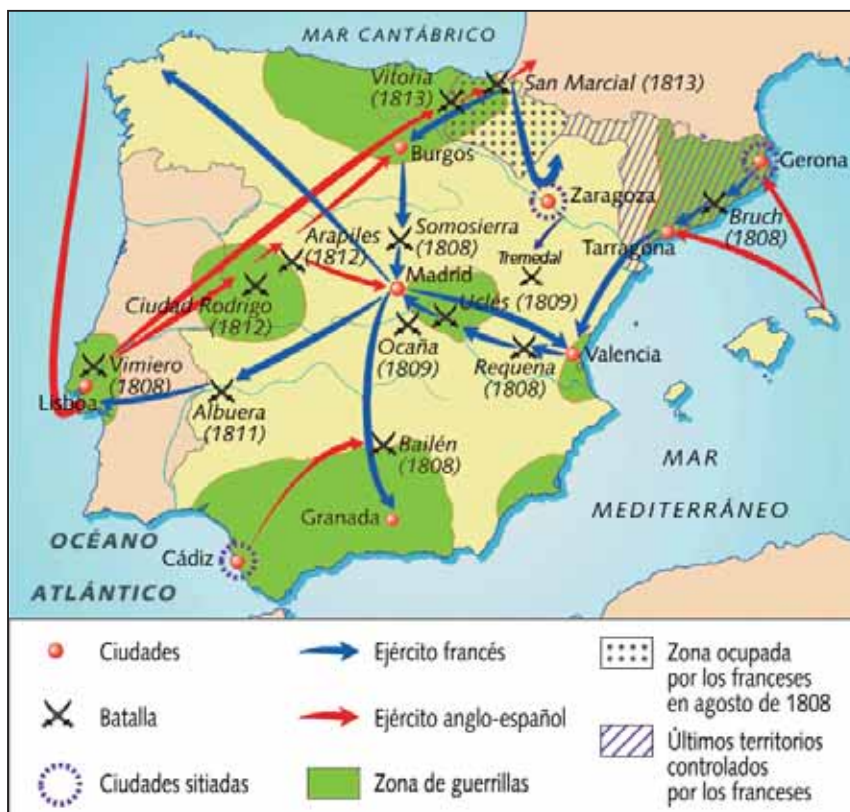 MAR CANTÁBRICO
Vitoria
(1813)
San Marcial (1813)
Burgos
Gerona
Zaragoza
Bruch
(1808)
Somosierra
(1808)
Tarragona
Arapiles
(1812)
Tremedal
(1809)
Madrid
Ciudad Rodrigo
(1812)
Uclés
Ocaña
(1809)
Requena
(1808)
Valencia
Vimiero
(1808)
Lisboa
Albuera
(1811)
Bailén
(1808)
MAR
MEDITERRÁNEO
Granada
OCÉANO
ATLÁNTICO
Cádiz
Ciudades
Batalla
Ciudades sitiadas
Ejército francés
Ejército anglo-español
Zona de guerrillas
Zona ocupada
por los franceses
en agosto de 1808
Últimos territorios
controlados
por los franceses